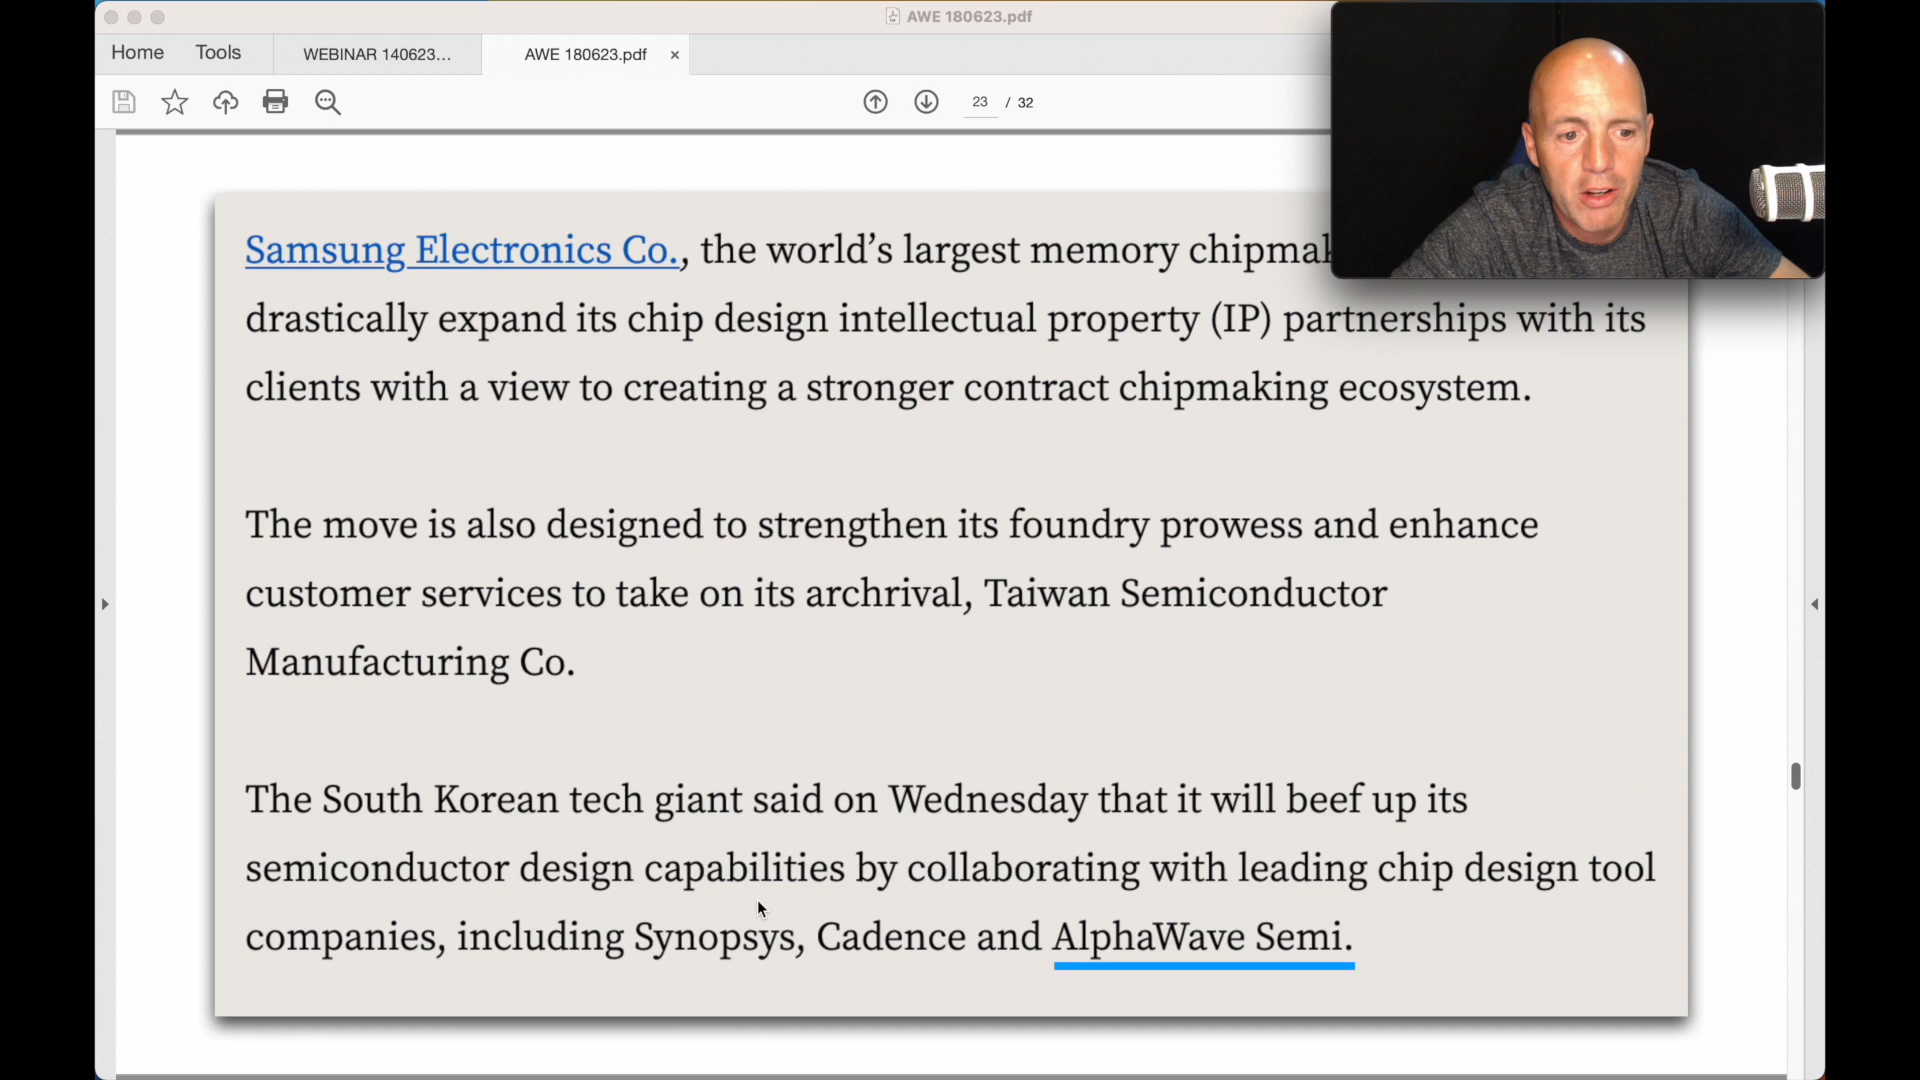 AWE 180623.pdf
Home Tools WEBINAR 140623... AWE 180623.pdf ×
23 / 32
Samsung Electronics Co., the world’s largest memory
drastically expand its chip design intellectual property (IP) partnerships with its
clients with a view to creating a stronger contract chipmaking ecosystem.
The move is also designed to strengthen its foundry prowess and enhance
customer services to take on its archrival, Taiwan Semiconductor
Manufacturing Co.
The South Korean tech giant said on Wednesday that it will beef up its
semiconductor design capabilities by collaborating with leading chip design tool
companies, including Synopsys, Cadence and AlphaWave Semi.